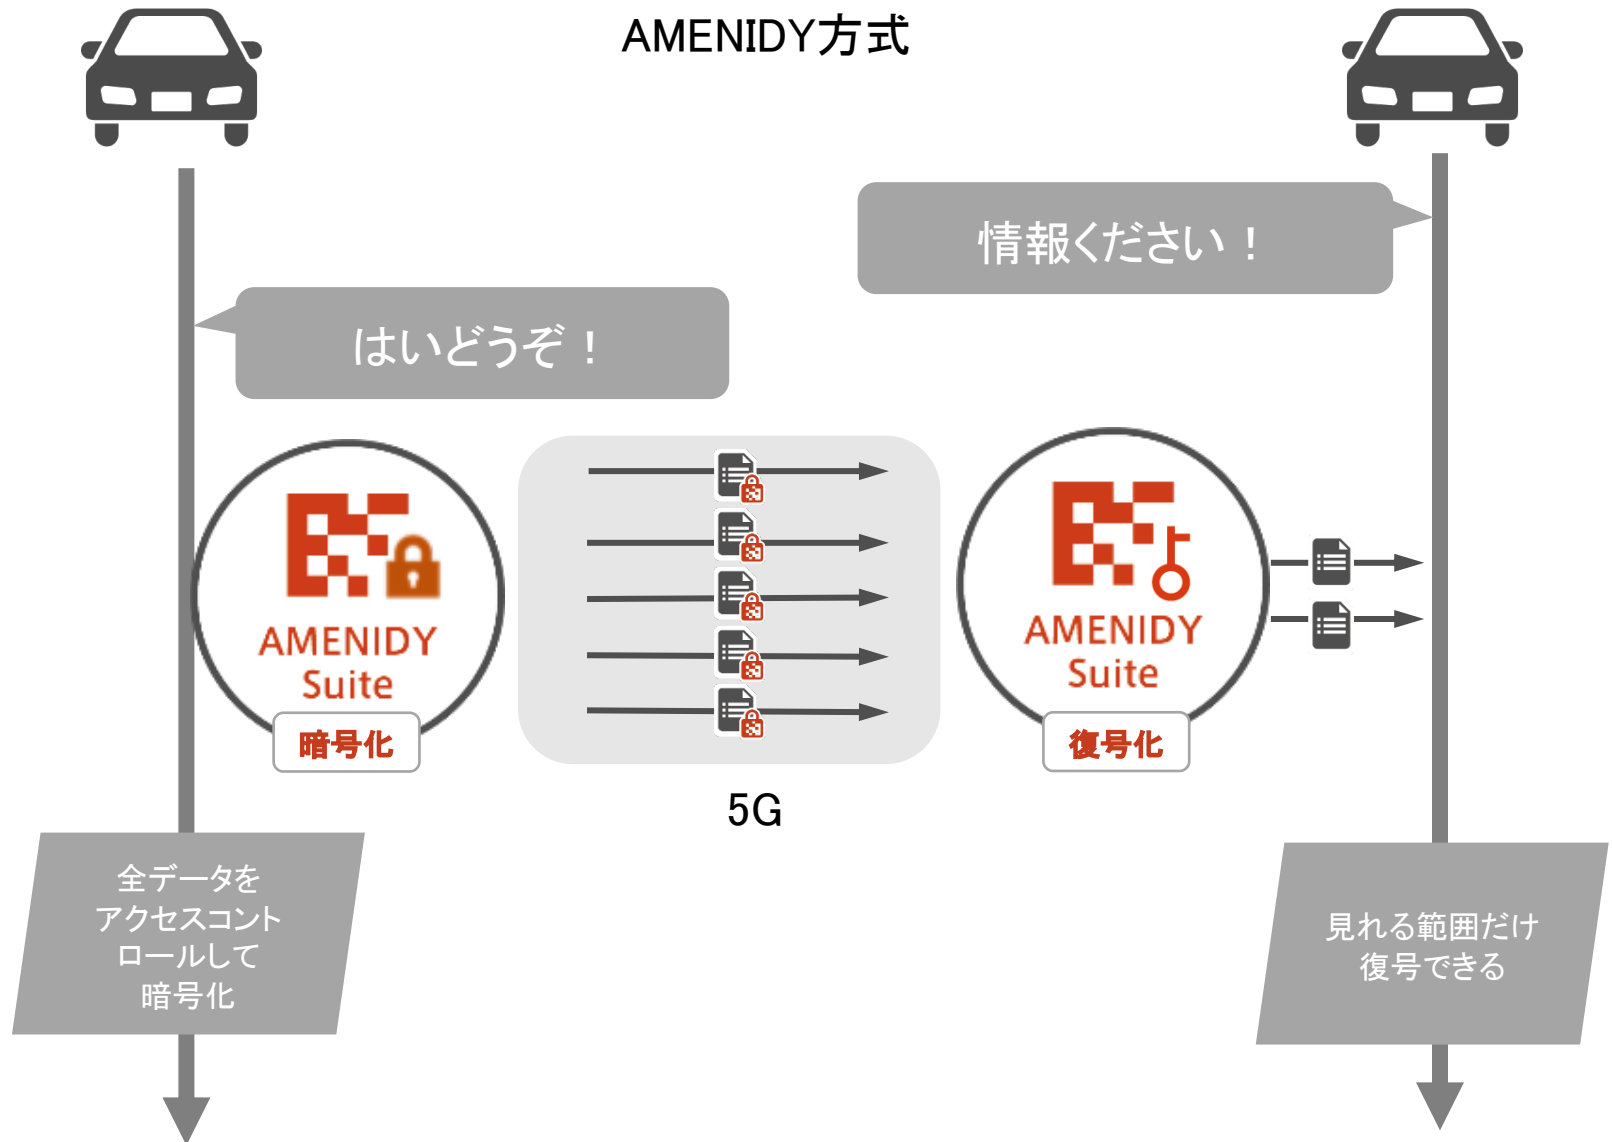 AMENIDY方式
情報ください！
はいどうぞ！
AMENIDY
Suite
暗号化
AMENIDY
Suite
復号化
5G
全データを
アクセスコント
ロールして
暗号化
見れる範囲だけ
復号できる